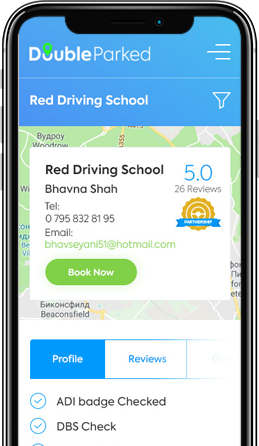 DoubleParked
Red Driving School
Вудроу
Woodrow
Red Driving School
Bhavna Shah
5.0
26 Reviews
Tel:
0 795 832 81 95
PARTNERSHIP
Email:
bhavseyani51@hotmail.com
Book Now
Биконсфилд
Beaconsfield
Profile
Reviews
ADI badge Checked
DBS Check